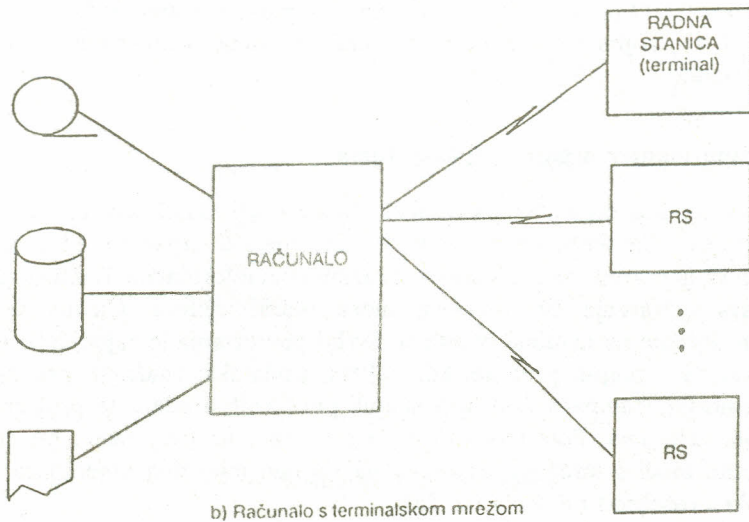 RADNA
STANICA
(terminal)
RAČUNALO
RS
RS
b) Računalo s terminalskom mrežom